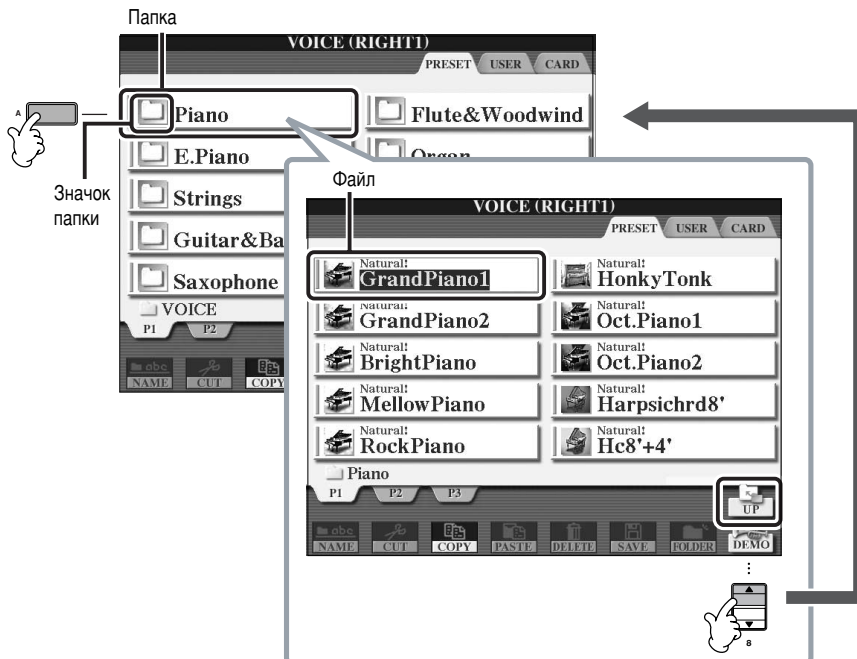 Папка
VOICE (RIGHT1)
PRESET USER CARD
A
Piano
Flute&Woodwind
E.Piano
Organ
Strings
Guitar&Ba
Saxophone
VOICE
P1 P2
abc
NAME CUT COPY
Значок
папки
Файл
VOICE (RIGHT1)
PRESET USER CARD
Natural!
GrandPiano1
Natural!
HonkyTonk
Natural!
GrandPiano2
Natural!
Oct.Piano1
Natural!
BrightPiano
Natural!
Oct.Piano2
Natural!
MellowPiano
Natural!
Harpsichrd8'
Natural!
RockPiano
Natural!
Hc8'+4'
Piano
P1 P2 P3
UP
abc
NAME CUT COPY PASTE DELETE SAVE FOLDER DEMO
8